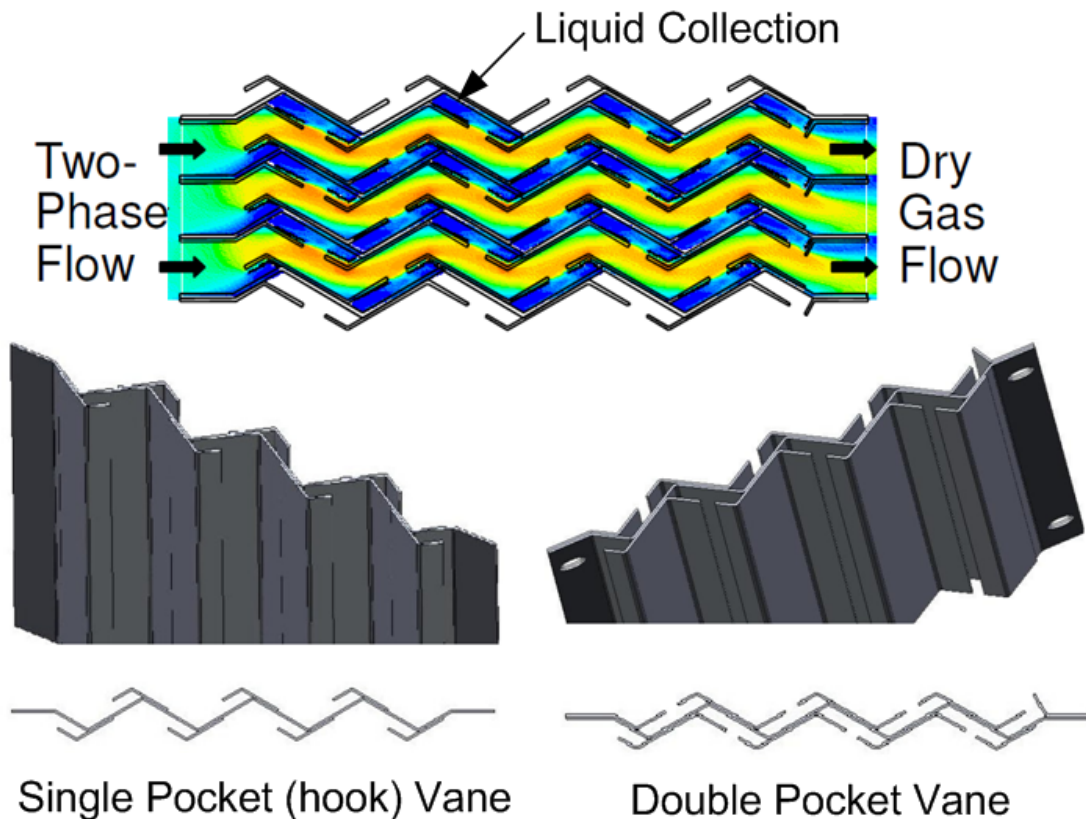 Liquid Collection
Two-
Phase
Flow
Dry
Gas
Flow
Single Pocket (hook) Vane
Double Pocket Vane